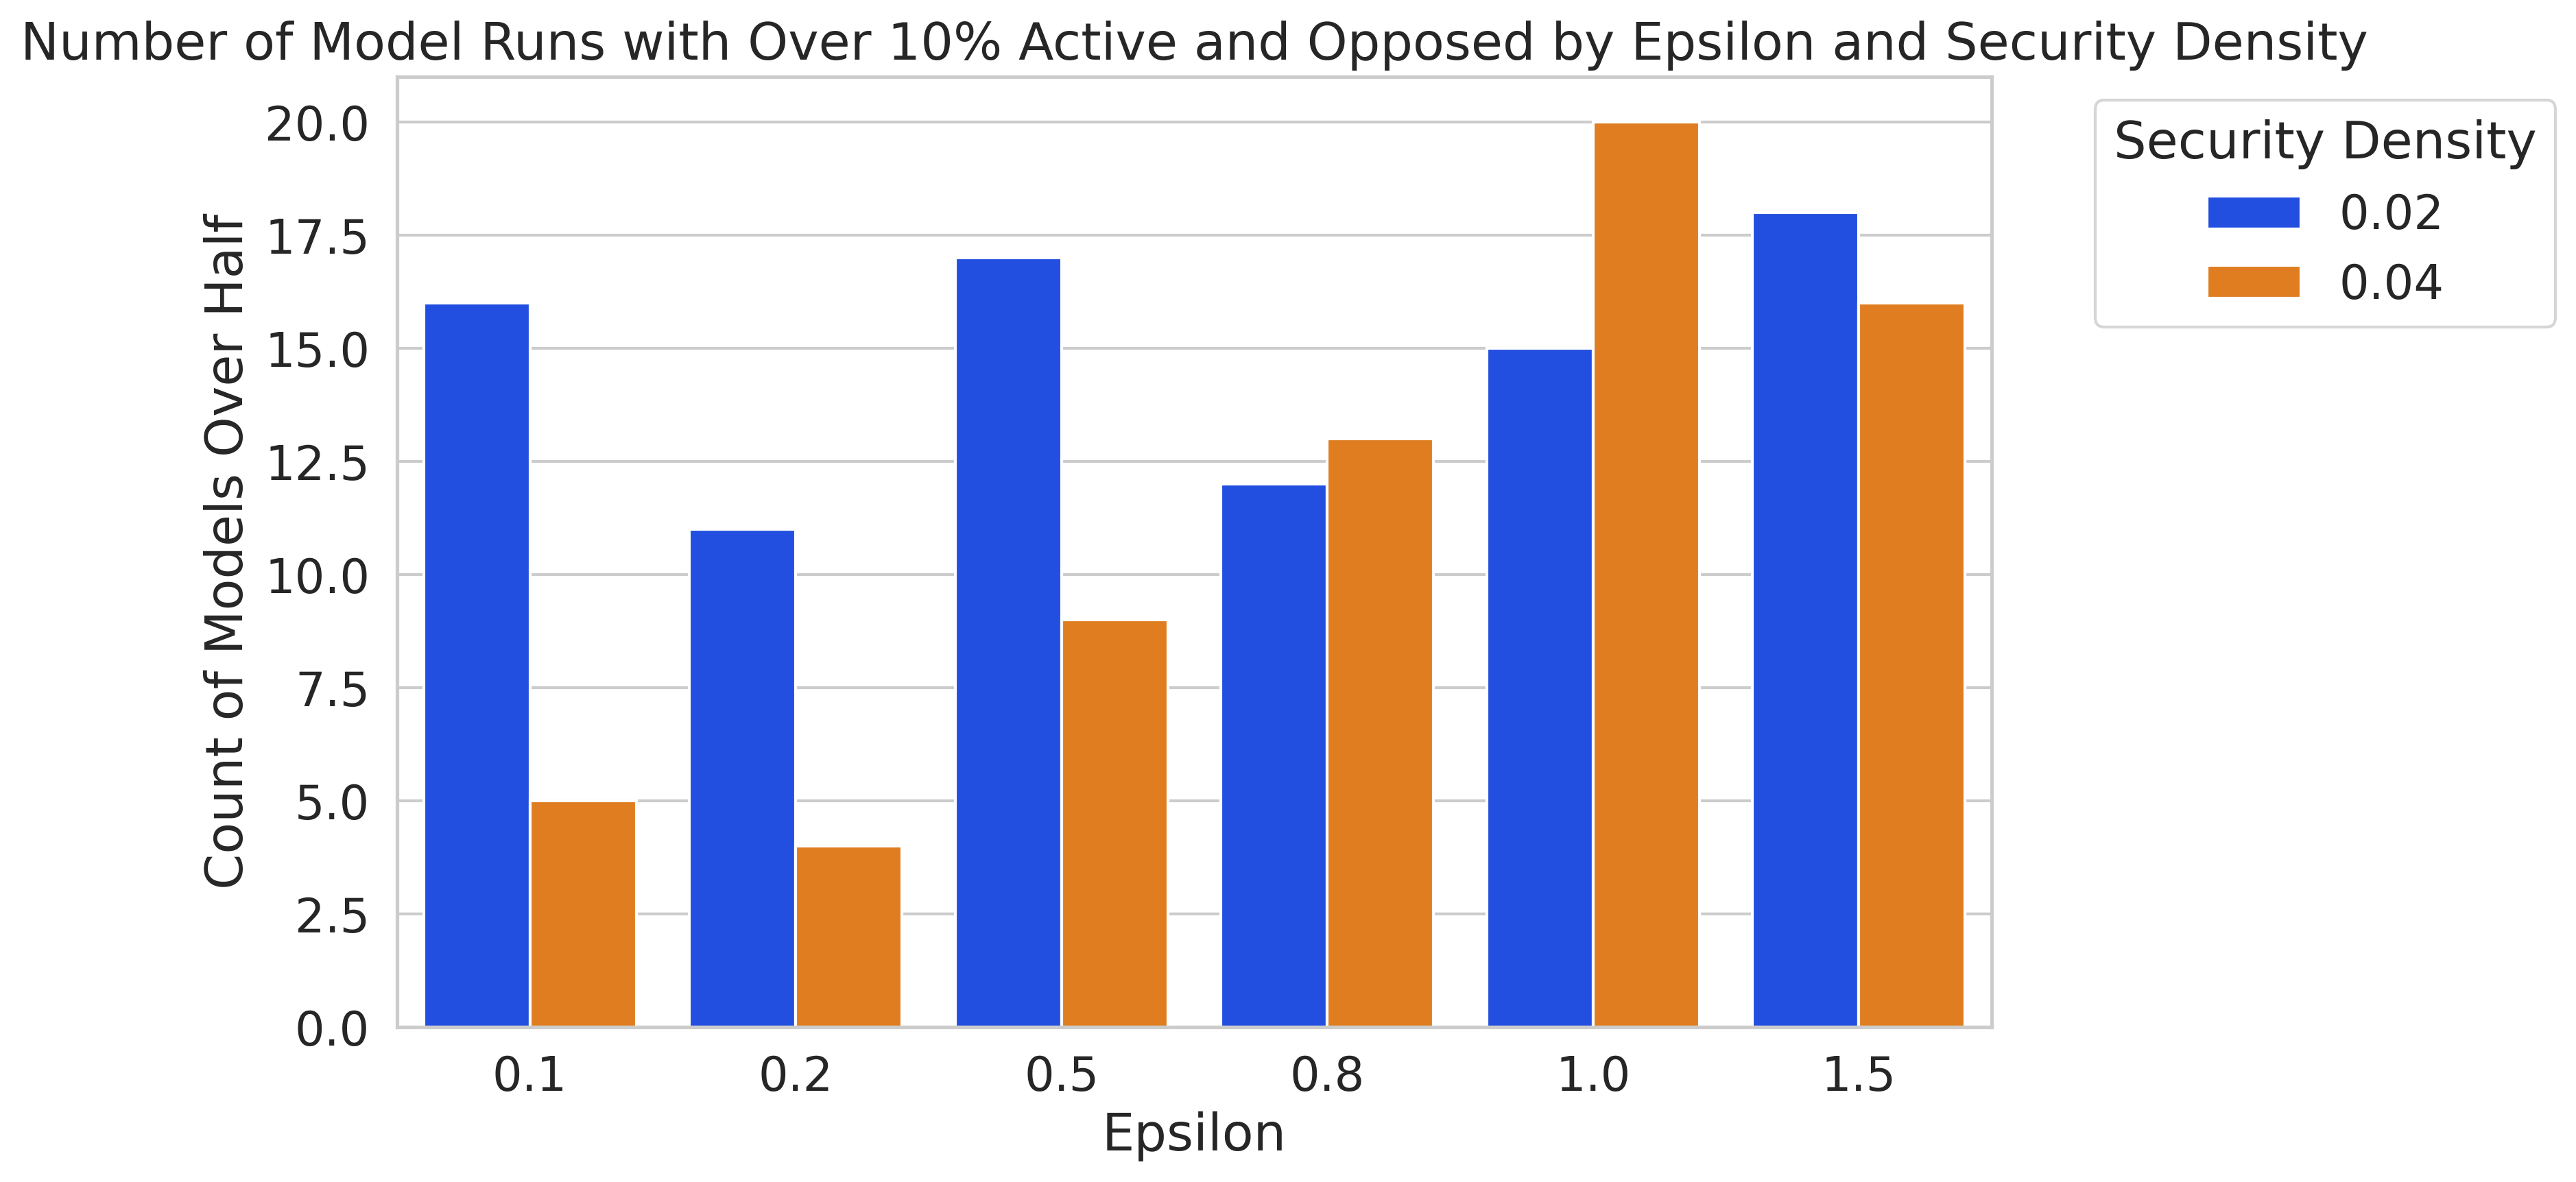 Number of Model Runs with Over 10% Active and Opposed by Epsilon and Security Density
Count of Models Over Half
20.0
17.5
15.0
12.5
10.0
7.5
5.0
2.5
0.0
0.1 0.2 0.5 0.8 1.0 1.5
Epsilon
Security Density
0.02
0.04